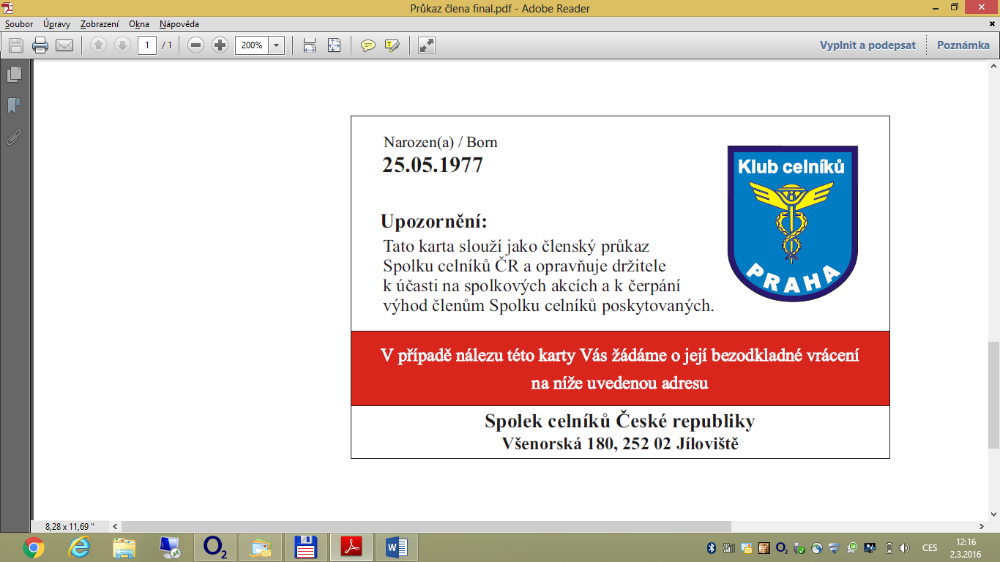 Průkaz člena final.pdf - Adobe Reader
Soubor Úpravy Zobrazení Okna Nápověda
1 / 1 200% Vyplnit a podepsat Poznámka
Narozen(a) / Born
25.05.1977
Klub celníků
PRAHA
Upozornění:
Tato karta slouží jako členský průkaz
Spolku celníků ČR a opravňuje držitele
k účasti na spolkových akcích a k čerpání
výhod členům Spolku celníků poskytovaných.
V případě nálezu této karty Vás žádáme o její bezodkladné vrácení
na níže uvedenou adresu
Spolek celníků České republiky
Všenorská 180, 252 02 Jíloviště
8,28 x 11,69 "
O2
CES
12:16
2.3.2016